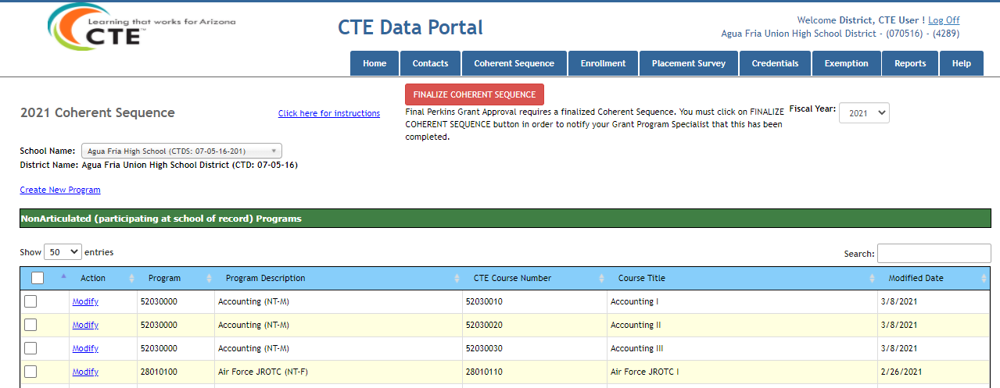 Learning that works for Arizona
CTE™
CTE Data Portal
Welcome District, CTE User ! Log Off
Agua Fria Union High School District - (070516) - (4289)
Home Contacts Coherent Sequence Enrollment Placement Survey Credentials Exemption Reports Help
2021 Coherent Sequence
Click here for instructions
FINALIZE COHERENT SEQUENCE
Final Perkins Grant Approval requires a finalized Coherent Sequence. You must click on FINALIZE
COHERENT SEQUENCE button in order to notify your Grant Program Specialist that this has been
completed.
Fiscal Year: 2021
School Name: Agua Fria High School (CTDS: 07-05-16-201)
District Name: Agua Fria Union High School District (CTD: 07-05-16)
Create New Program
NonArticulated (participating at school of record) Programs
Show 50 entries
Search:
Action Program Program Description CTE Course Number Course Title Modified Date
Modify 52030000 Accounting (NT-M) 52030010 Accounting I 3/8/2021
Modify 52030000 Accounting (NT-M) 52030020 Accounting II 3/8/2021
Modify 52030000 Accounting (NT-M) 52030030 Accounting III 3/8/2021
Modify 28010100 Air Force JROTC (NT-F) 28010110 Air Force JROTC I 2/26/2021